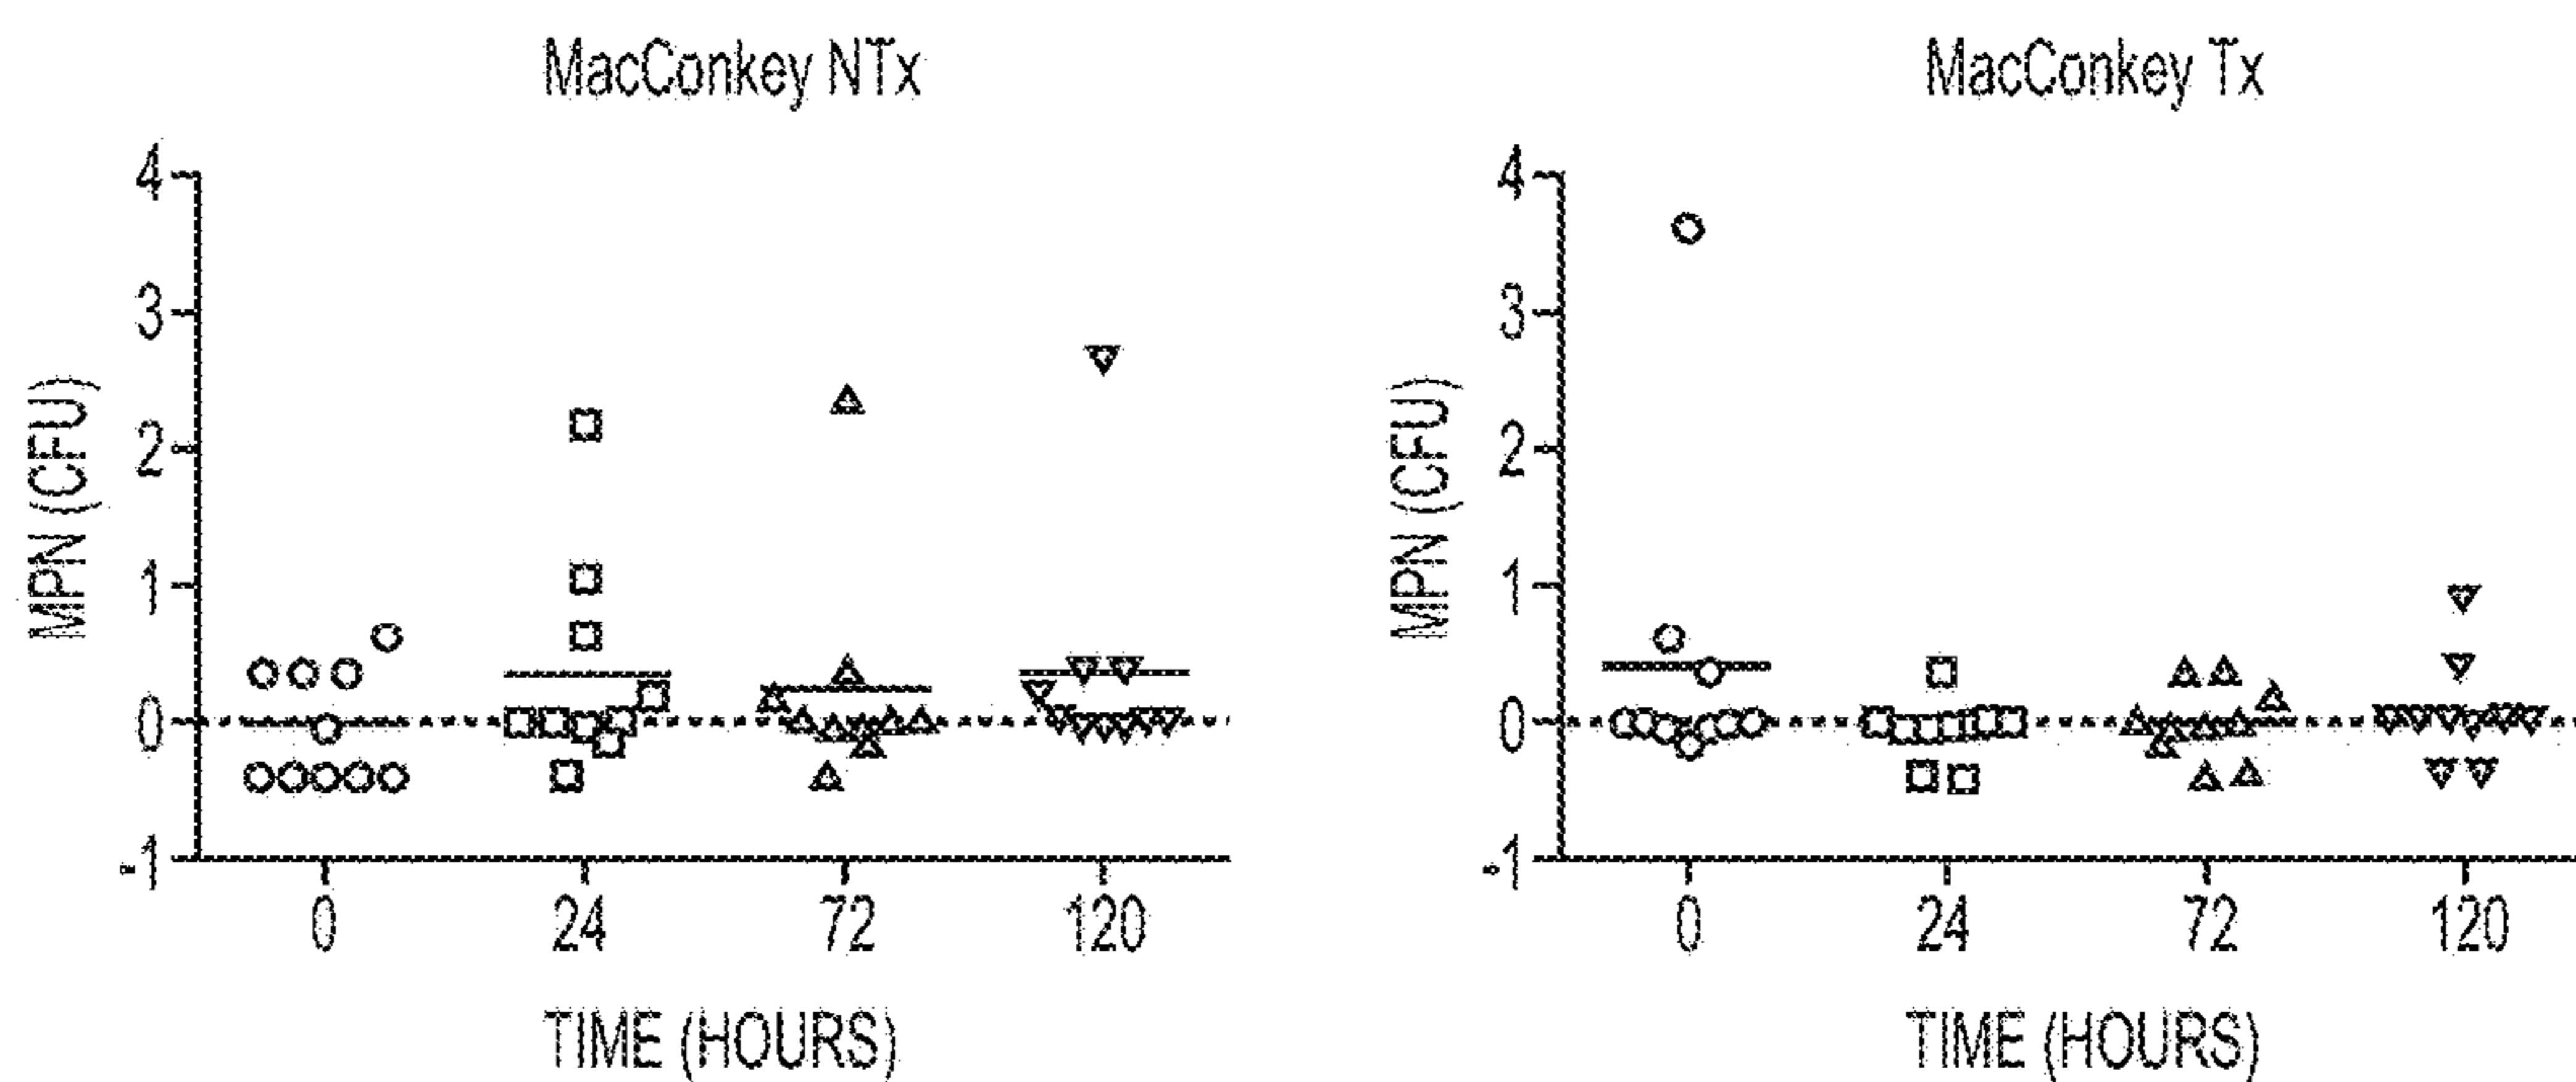 MacConkey NTx
4
3
2
1
0
-1
MPN (CFU)
0 24 72 120
TIME (HOURS)
MacConkey Tx
4
3
2
1
0
-1
MPN (CFU)
0 24 72 120
TIME (HOURS)